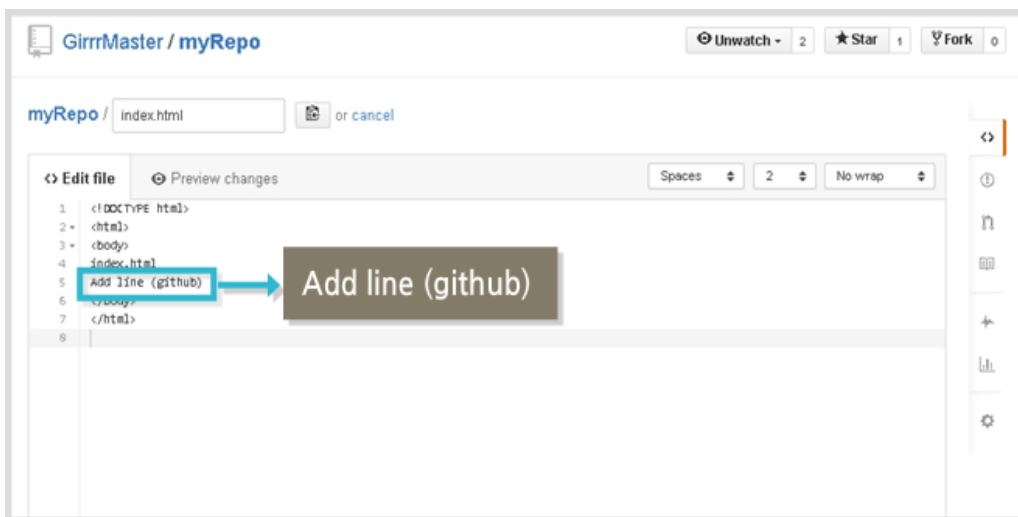 GirrrMaster / myRepo
Unwatch 2 Star 1 Fork 0
myRepo / index.html or cancel
<> Edit file Preview changes Spaces 2 No wrap
1 <!DOCTYPE html>
2 <html>
3 <body>
4 index.html
5 Add line (github)
Add line (github)
6 </body>
7 </html>
8